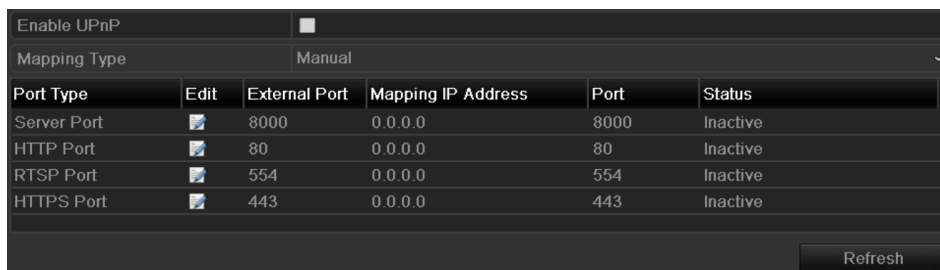 Enable UPnP
Mapping Type Manual
Port Type Edit External Port Mapping IP Address Port Status
Server Port 8000 0.0.0.0 8000 Inactive
HTTP Port 80 0.0.0.0 80 Inactive
RTSP Port 554 0.0.0.0 554 Inactive
HTTPS Port 443 0.0.0.0 443 Inactive
Refresh